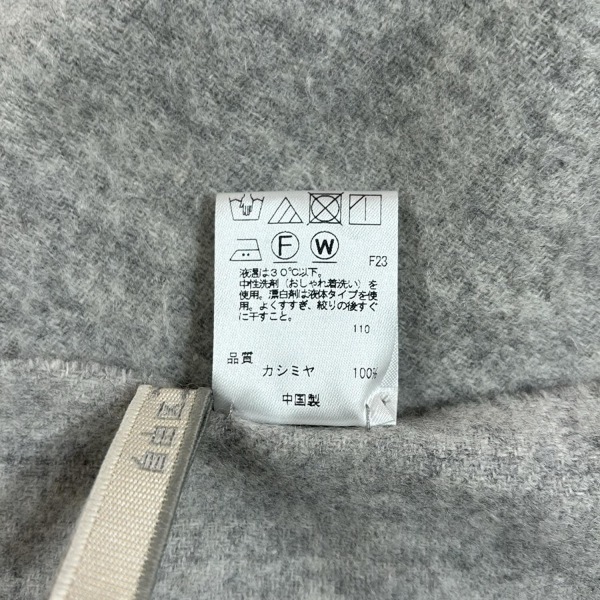 F W
F23
液温は30℃以下。
中性洗剤（おしゃれ着洗い）を
使用。漂白剤は液体タイプを使
用。よくすすぎ、絞りの後すぐ
に干すこと。
110
品質
カシミヤ 100%
中国製